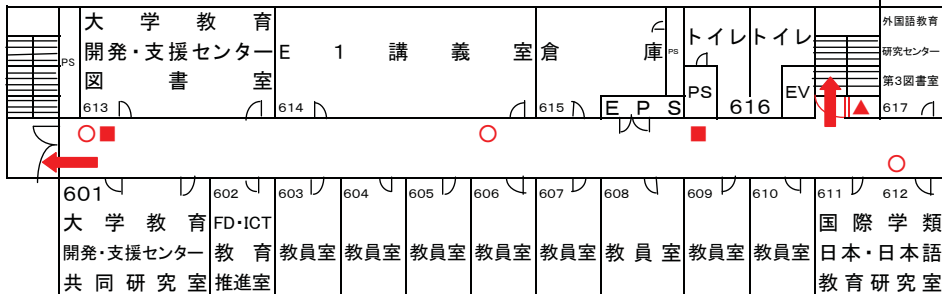 PS
大学教育
開発・支援センター
図書室
613
E1講義室
614
倉庫
615
PS
EPS
トイレ
トイレ
PS
616
EV
外国語教育
研究センター
第3図書室
617
601
大学教育
開発・支援センター
共同研究室
602
FD・ICT
教育
推進室
603
教員室
604
教員室
605
教員室
606
教員室
607
教員室
608
教員室
609
教員室
610
教員室
611
612
国際学類
日本・日本語
教育研究室